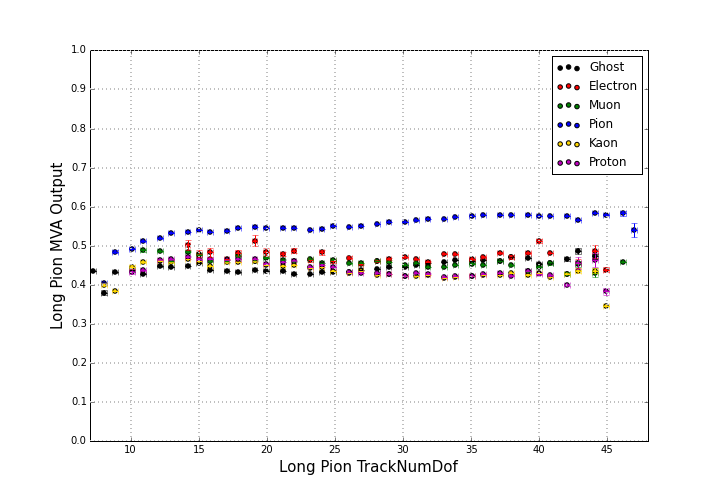 1.0
0.9
0.8
0.7
0.6
0.5
0.4
0.3
0.2
0.1
0.0
Long Pion MVA Output
Ghost
Electron
Muon
Pion
Kaon
Proton
10 15 20 25 30 35 40 45
Long Pion TrackNumDof